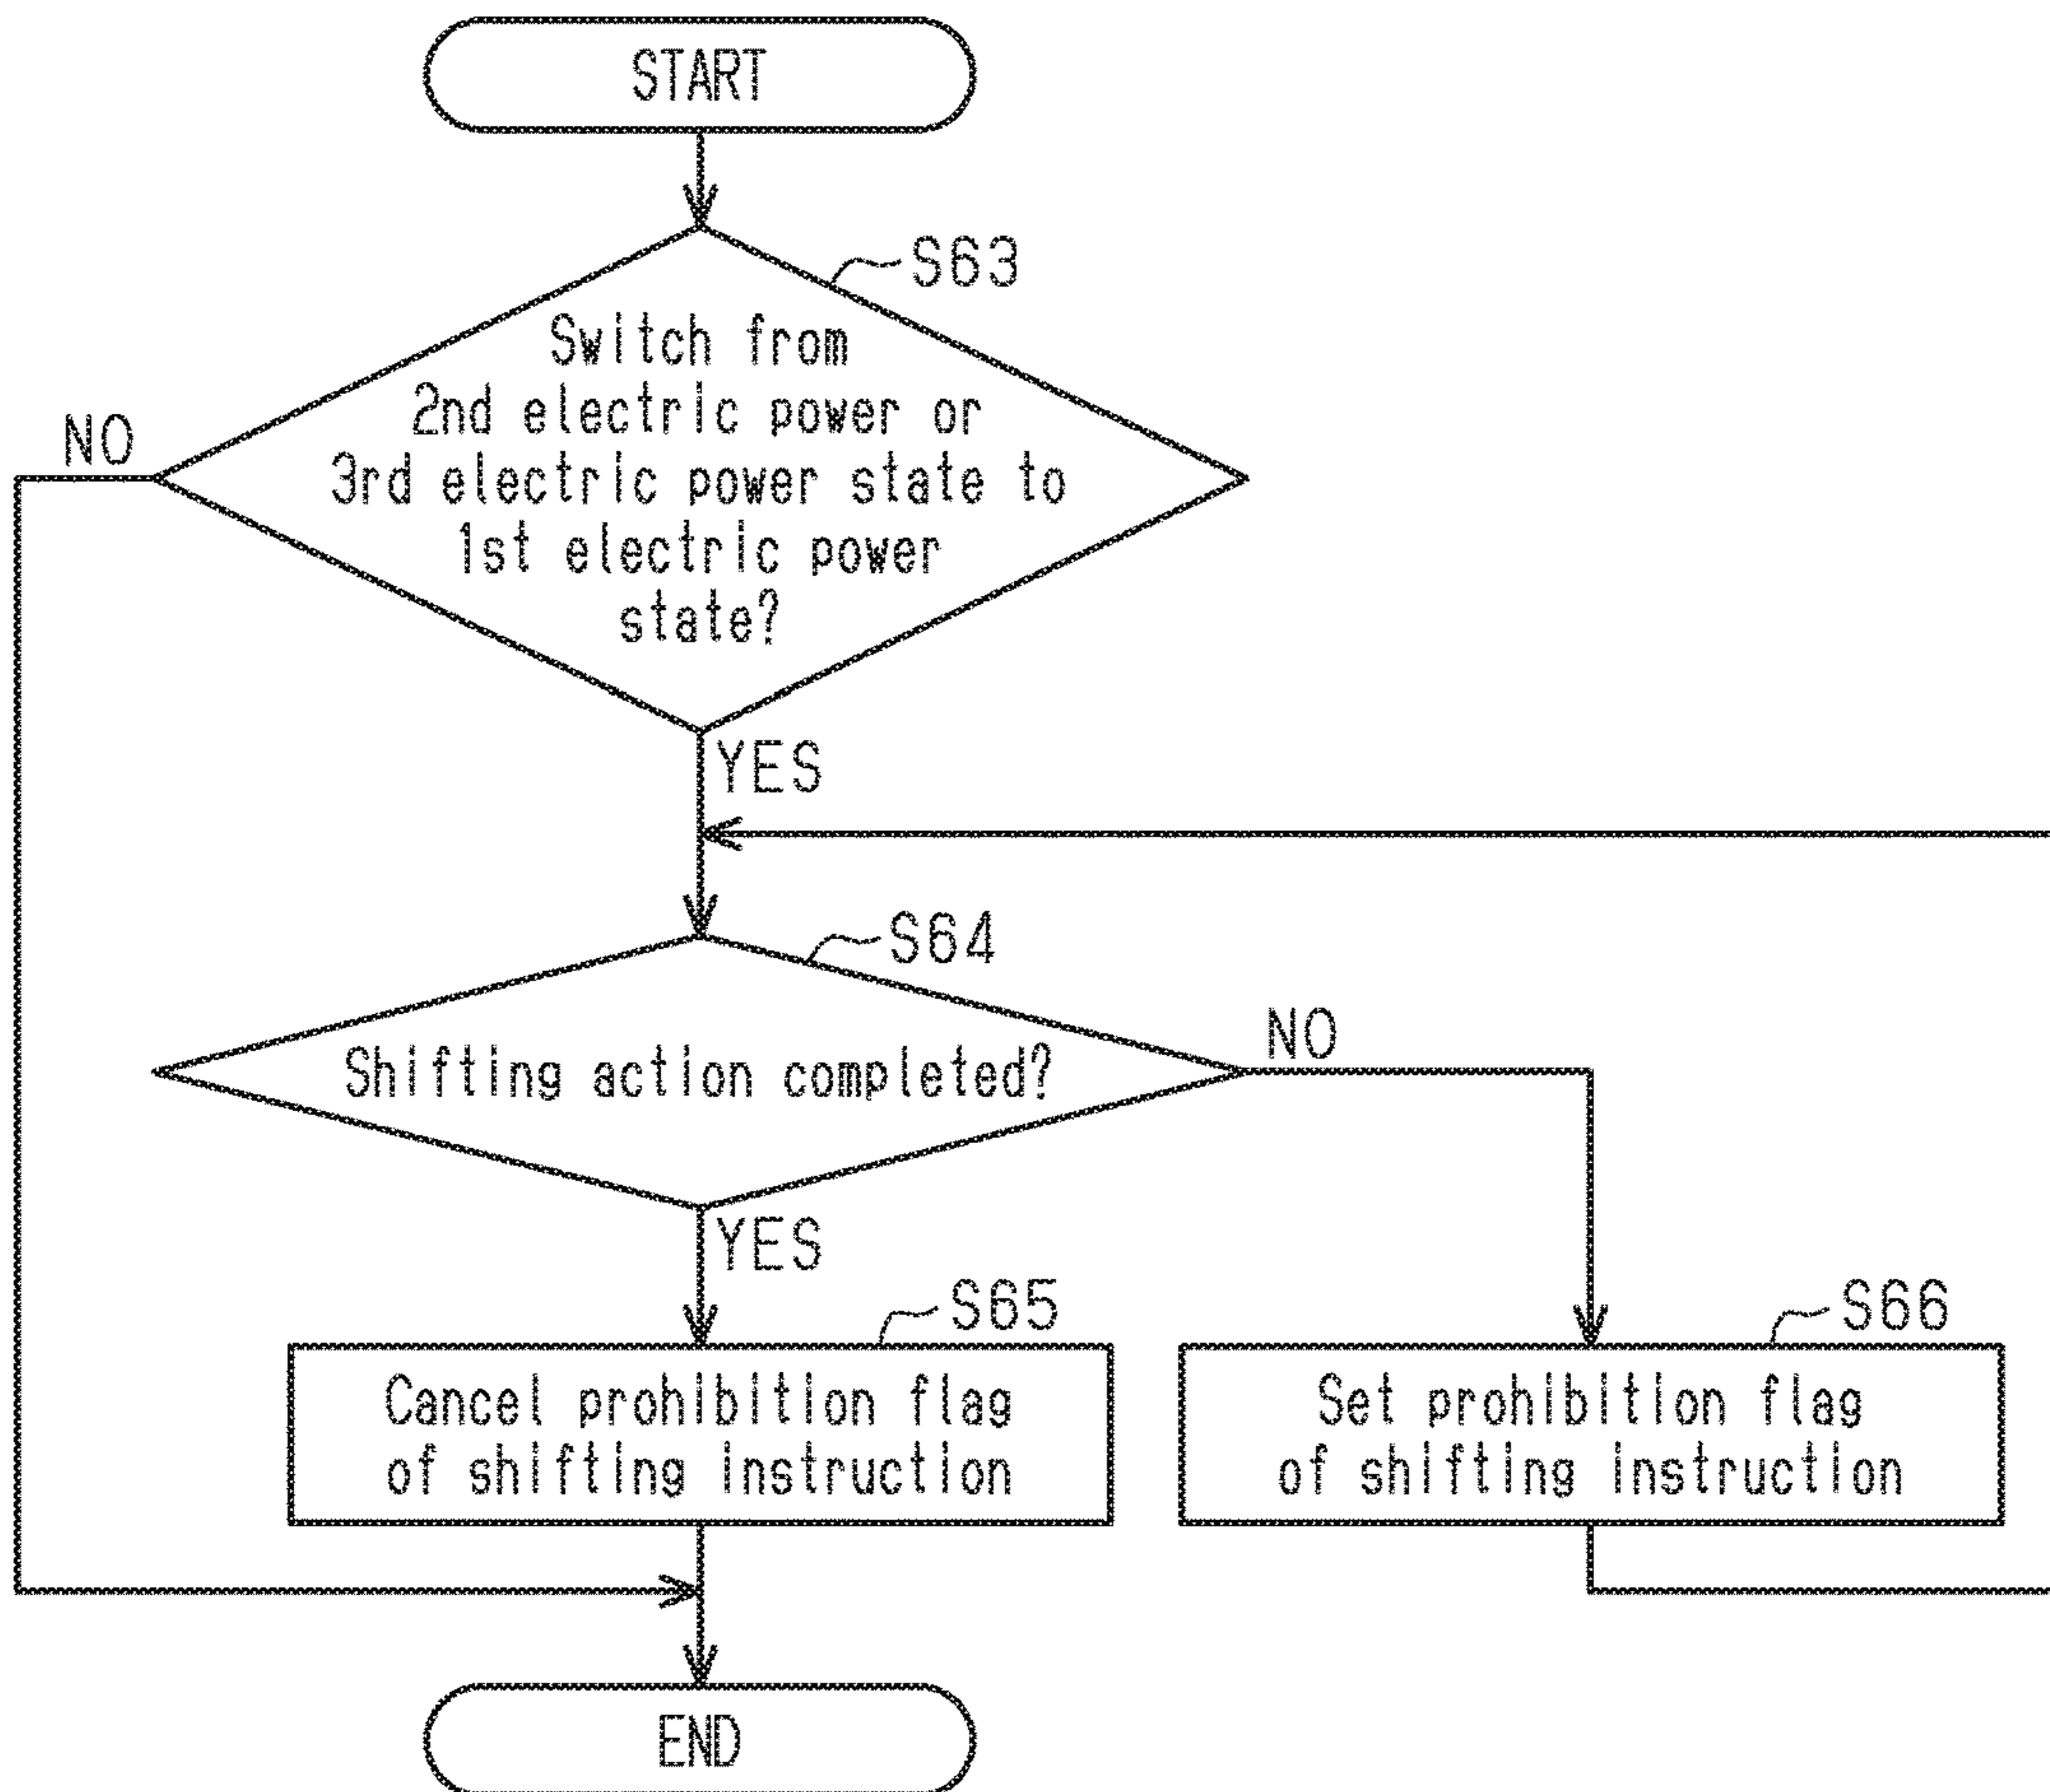 START
S63
Switch from
2nd electric power or
3rd electric power state to
1st electric power
state?
NO
YES
S64
Shifting action completed?
NO
YES
S65
Cancel prohibition flag
of shifting instruction
S66
Set prohibition flag
of shifting instruction
END